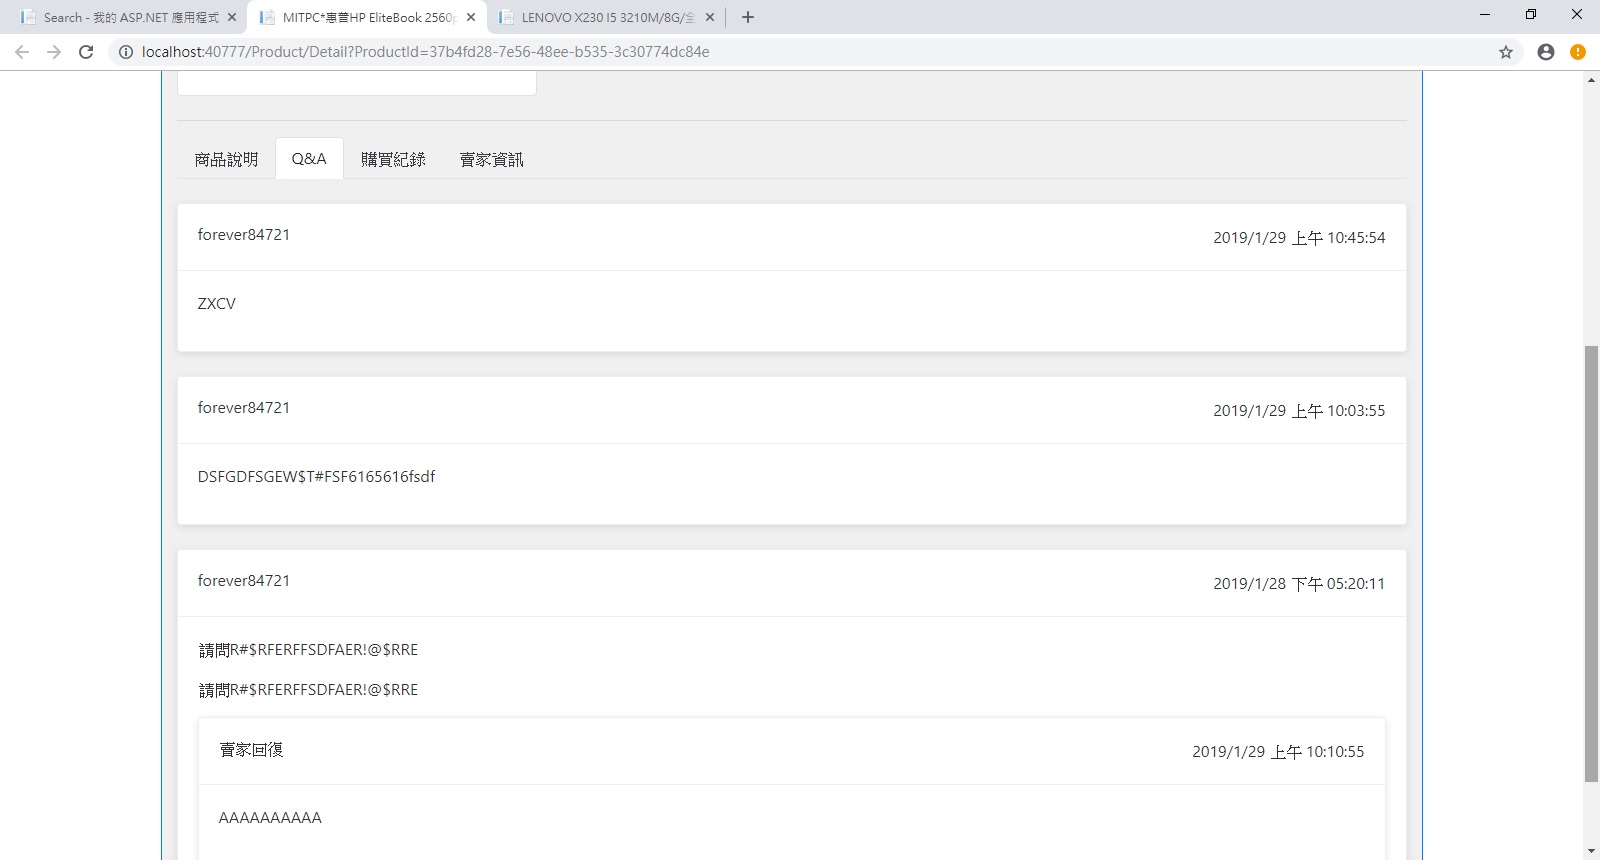 Search - 我的 ASP.NET 應用程式
MITPC*惠普HP EliteBook 2560p
LENOVO X230 I5 3210M/8G/全
localhost:40777/Product/Detail?ProductId=37b4fd28-7e56-48ee-b535-3c30774dc84e
商品說明
Q&A
購買紀錄
賣家資訊
forever84721
2019/1/29 上午 10:45:54
ZXCV
forever84721
2019/1/29 上午 10:03:55
DSFGDFSGEW$T#FSF6165616fsdf
forever84721
2019/1/28 下午 05:20:11
請問R#$RFERFFSDFAER!@$RRE
請問R#$RFERFFSDFAER!@$RRE
賣家回復
2019/1/29 上午 10:10:55
AAAAAAAAAA